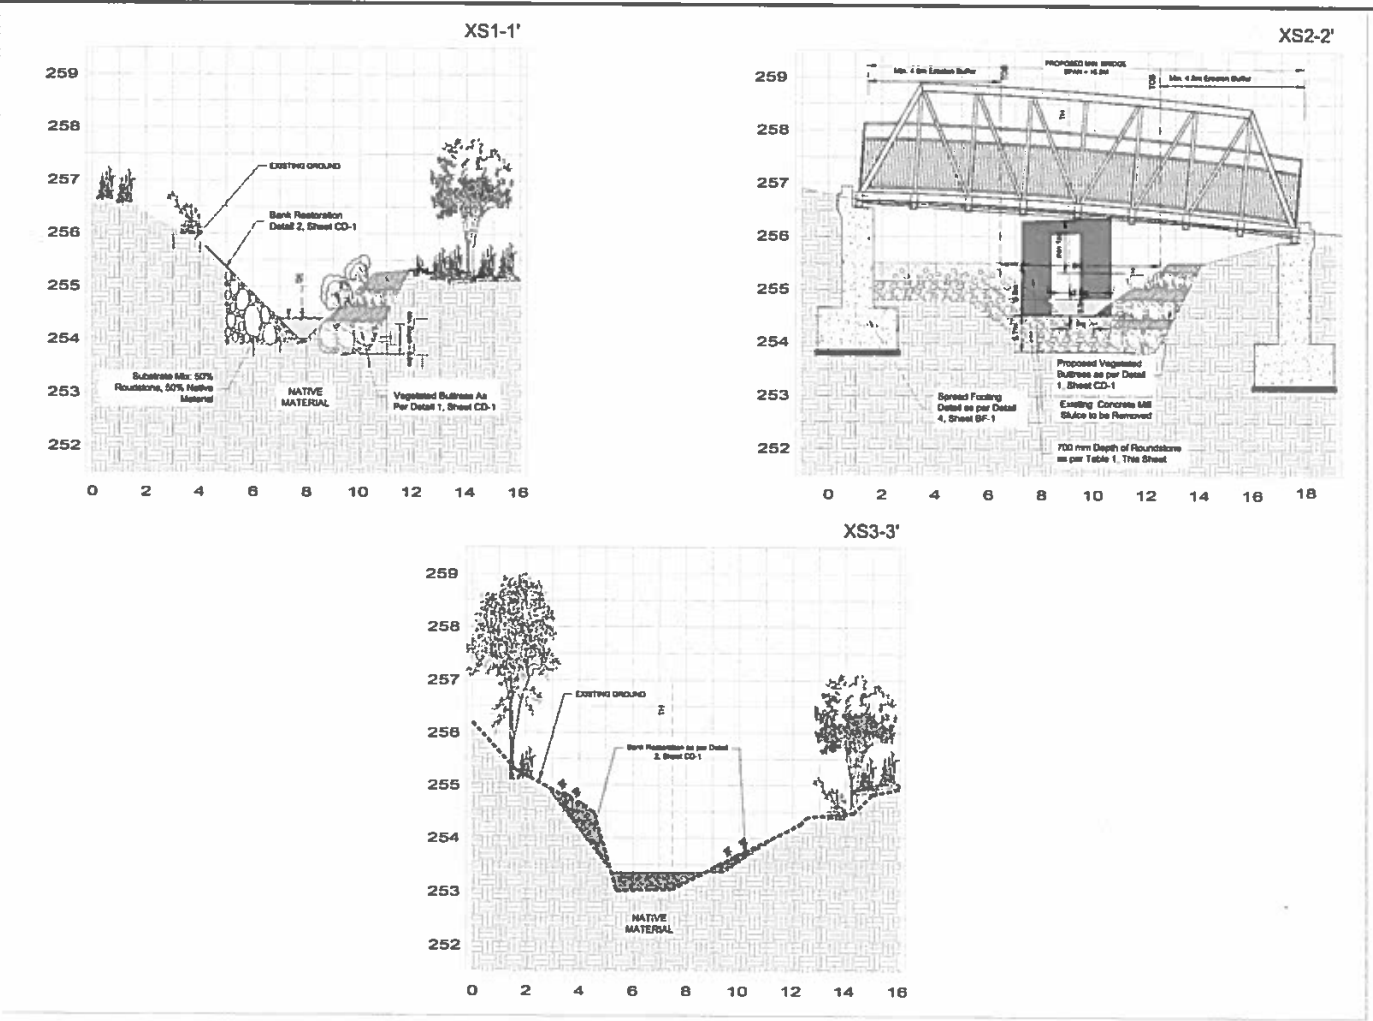 XS1-1'
259
258
257
256
255
254
253
252
EXISTING GROUND
Bank Restoration
Detail 2, Sheet CD-1
Substrate Mix: 50%
Roudstone, 50% Native
Material
NATIVE
MATERIAL
Vegetated Buttress As
Per Detail 1, Sheet CD-1
0 2 4 6 8 10 12 14 16
XS2-2'
259
258
257
256
255
254
253
252
PROPOSED MIN. BRIDGE
Min. Erosion Buffer
TOB
TOB
Min. Erosion Buffer
Proposed Vegetated
Buttress as per Detail
1, Sheet CD-1
Existing Concrete Mill
Sluice to be Removed
Spread Footing
Detail as per Detail
4, Sheet BF-1
700 mm Depth of Roundstone
as per Table 1, This Sheet
0 2 4 6 8 10 12 14 16 18
XS3-3'
259
258
257
256
255
254
253
252
EXISTING GROUND
Bank Restoration as per Detail
2, Sheet CD-1
NATIVE
MATERIAL
0 2 4 6 8 10 12 14 16